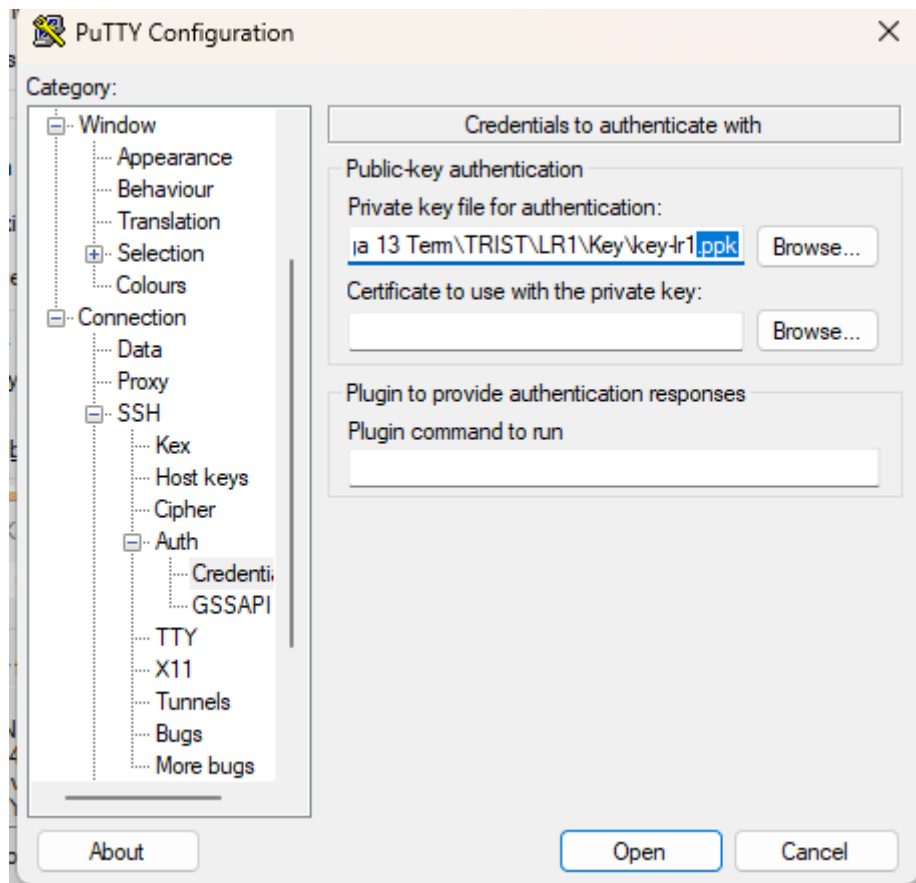 PuTTY Configuration
Category:
Window
Appearance
Behaviour
Translation
Selection
Colours
Connection
Data
Proxy
SSH
Kex
Host keys
Cipher
Auth
Credentia
GSSAPI
TTY
X11
Tunnels
Bugs
More bugs
Credentials to authenticate with
Public-key authentication
Private key file for authentication:
13 Term\TRIST\LR1\Key\key-lr1.ppk
Browse...
Certificate to use with the private key:
Browse...
Plugin to provide authentication responses
Plugin command to run
About
Open
Cancel